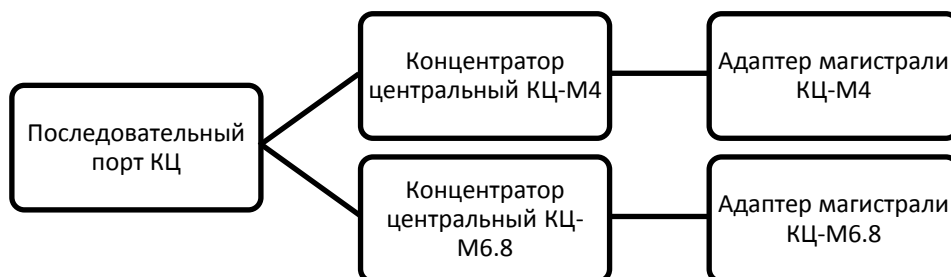 Последовательный
порт КЦ
Концентратор
центральный КЦ-М4
Адаптер магистрали
КЦ-М4
Концентратор
центральный КЦ-
М6.8
Адаптер магистрали
КЦ-М6.8